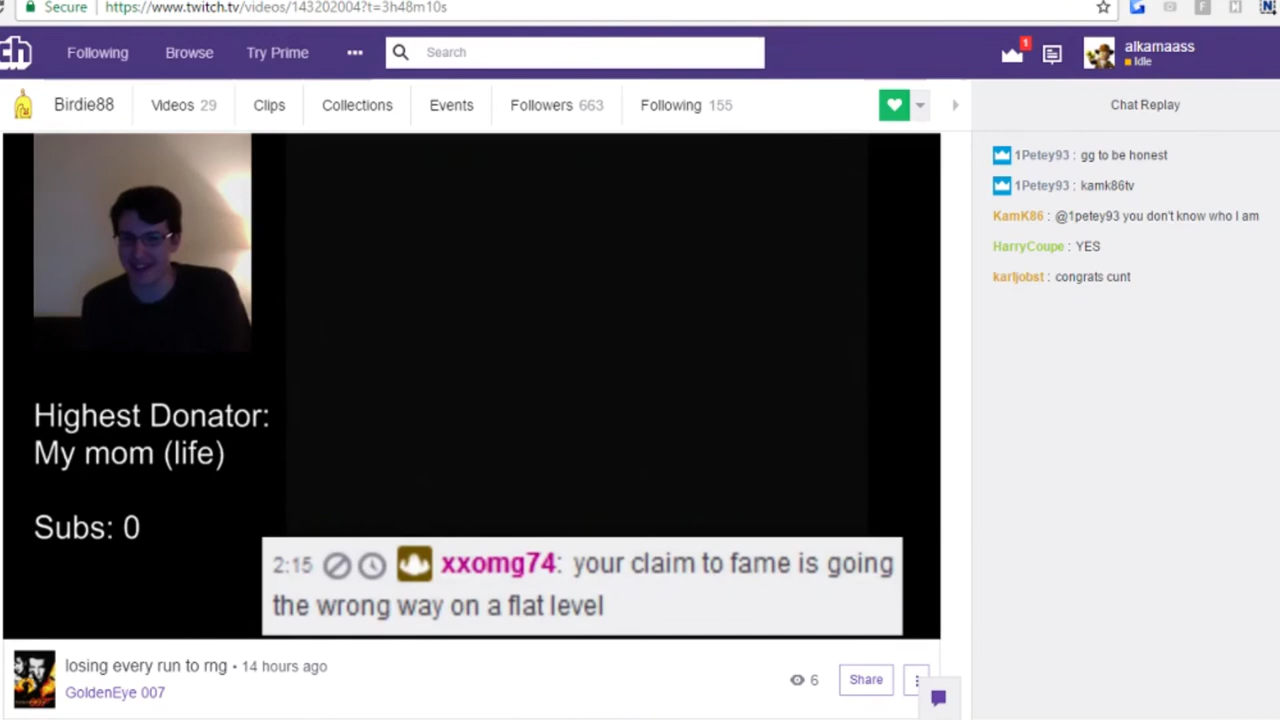 Secure https://www.twitch.tv/videos/143202004?t=3h48m10s
ch Following Browse Try Prime Search 1 alkamaass
Idle
Birdie88 Videos 29 Clips Collections Events Followers 663 Following 155 Chat Replay
1Petey93 : gg to be honest
1Petey93 : kamk86tv
KamK86 : @1petey93 you don't know who I am
HarryCoupe : YES
karljobst : congrats cunt
Highest Donator:
My mom (life)
Subs: 0
2:15 xxomg74: your claim to fame is going
the wrong way on a flat level
losing every run to rng • 14 hours ago
GoldenEye 007
6 Share